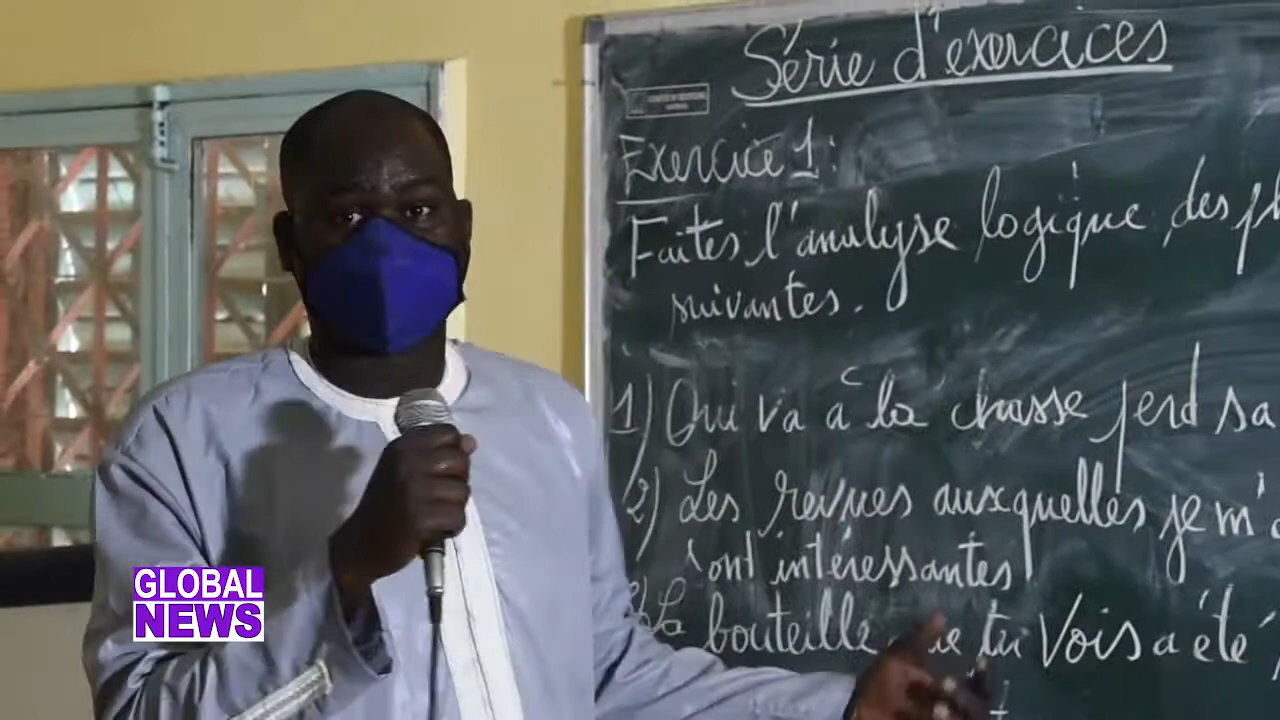 Série d'exercices
Exercice 1:
Faites l'analyse logique des
suivantes.
1) Qui va à la chasse perd sa
2) Les revues auxquelles je m'
sont intéressantes
La bouteille que tu vois a été
GLOBAL
NEWS